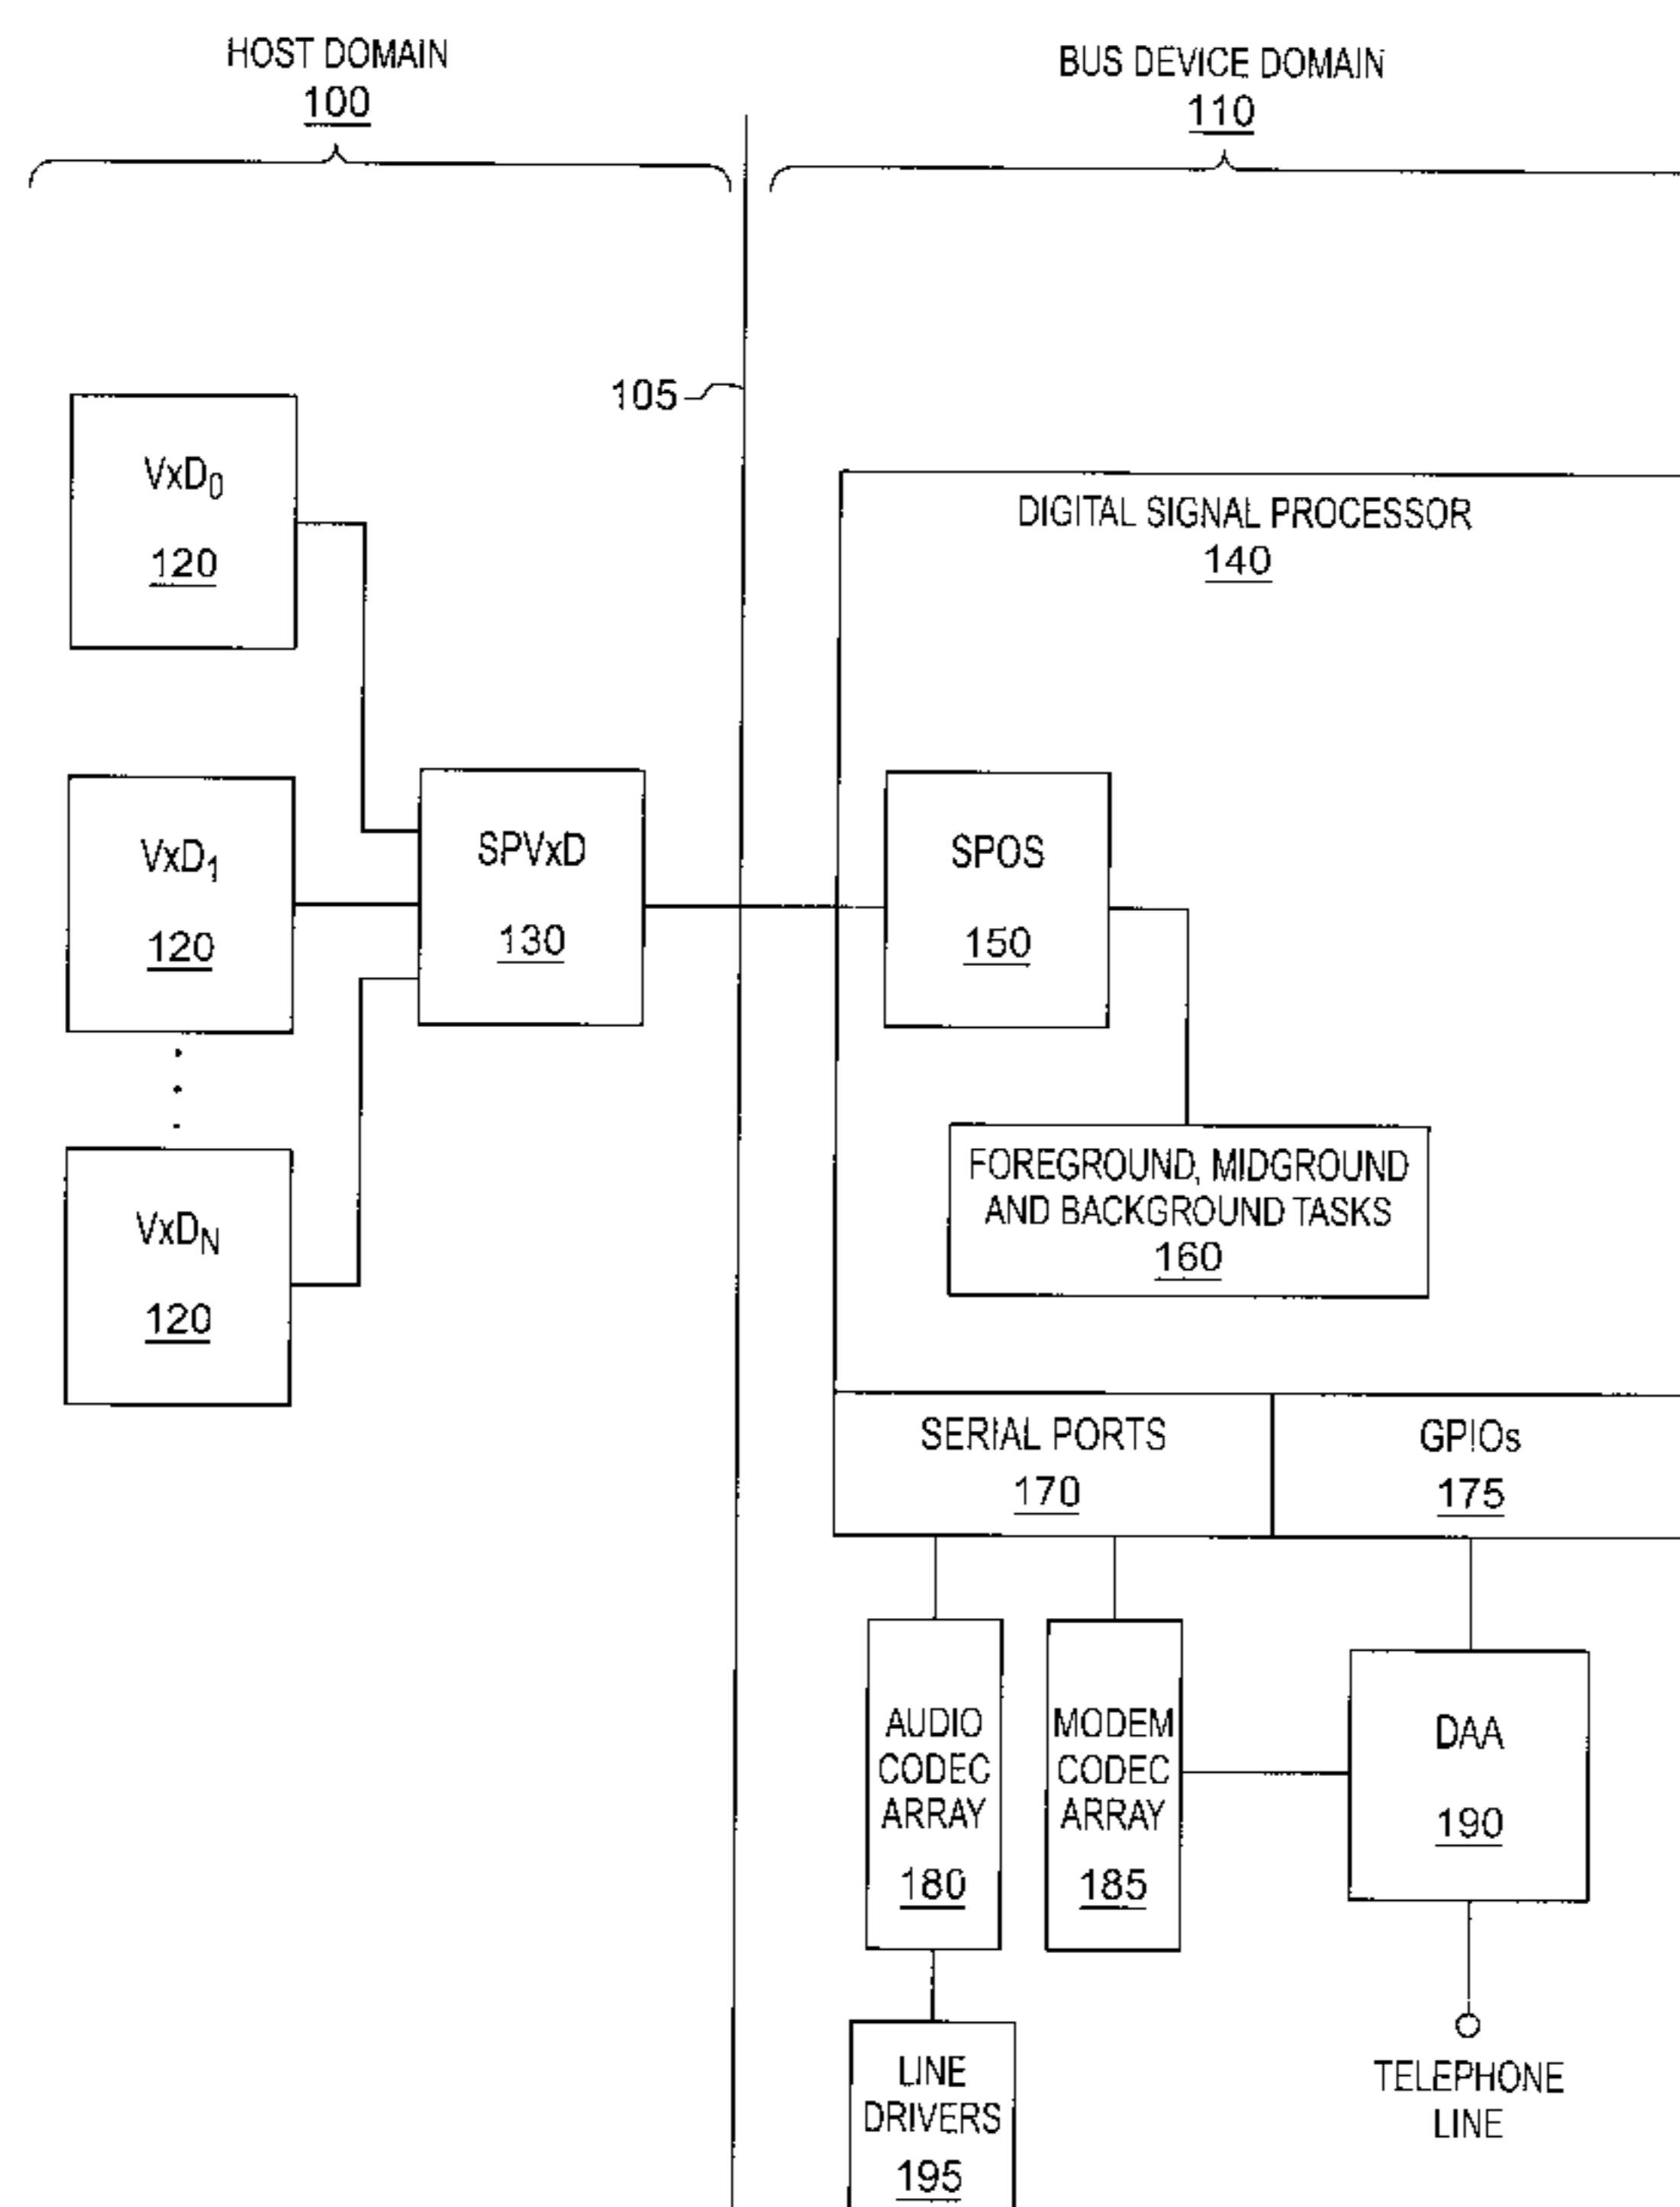 HOST DOMAIN
100
BUS DEVICE DOMAIN
110
105
VxD0
120
DIGITAL SIGNAL PROCESSOR
140
VxD1
120
SPVxD
130
SPOS
150
VxDN
120
FOREGROUND, MIDGROUND
AND BACKGROUND TASKS
160
SERIAL PORTS
170
GPIOs
175
AUDIO
CODEC
ARRAY
180
MODEM
CODEC
ARRAY
185
DAA
190
LINE
DRIVERS
195
TELEPHONE
LINE